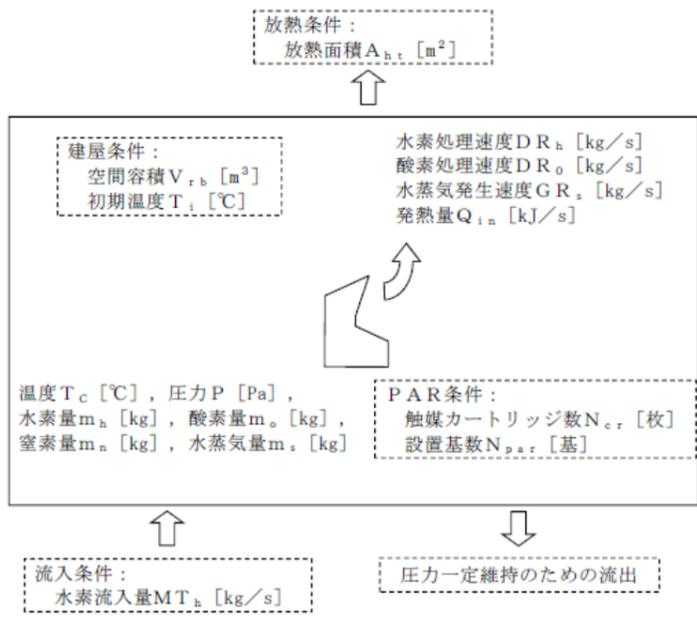 放熱条件：
放熱面積Aₕₜ [m²]
建屋条件：
空間容積Vᵣb [m³]
初期温度Tᵢ [℃]
水素処理速度DRₕ [kg／s]
酸素処理速度DR₀ [kg／s]
水蒸気発生速度GRₛ [kg／s]
発熱量Qᵢₙ [kJ／s]
温度T_C [℃]，圧力P [Pa]，
水素量mₕ [kg]，酸素量mₒ [kg]，
窒素量mₙ [kg]，水蒸気量mₛ [kg]
PAR条件：
触媒カートリッジ数N_cr [枚]
設置基数N_par [基]
流入条件：
水素流入量MTₕ [kg／s]
圧力一定維持のための流出